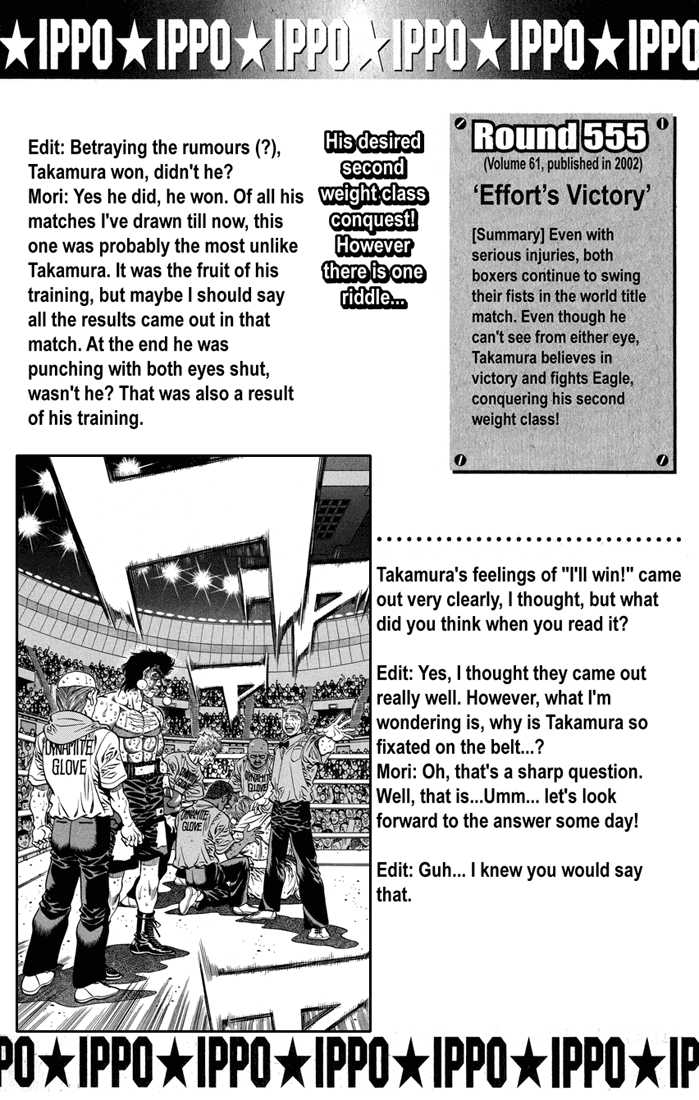 ★IPPO★IPPO★IPPO★IPPO★IPPO★IPPO
Edit: Betraying the rumours (?),
Takamura won, didn't he?
Mori: Yes he did, he won. Of all his
matches I've drawn till now, this
one was probably the most unlike
Takamura. It was the fruit of his
training, but maybe I should say
all the results came out in that
match. At the end he was
punching with both eyes shut,
wasn't he? That was also a result
of his training.
His desired
second
weight class
conquest!
However
there is one
riddle...
Round 555
(Volume 61, published in 2002)
‘Effort’s Victory’
[Summary] Even with
serious injuries, both
boxers continue to swing
their fists in the world title
match. Even though he
can't see from either eye,
Takamura believes in
victory and fights Eagle,
conquering his second
weight class!
DYNAMITE
GLOVE
DYNAMITE
GLOVE
DYNAMITE
GLOVE
Takamura's feelings of "I'll win!" came
out very clearly, I thought, but what
did you think when you read it?
Edit: Yes, I thought they came out
really well. However, what I'm
wondering is, why is Takamura so
fixated on the belt...?
Mori: Oh, that's a sharp question.
Well, that is...Umm... let's look
forward to the answer some day!
Edit: Guh... I knew you would say
that.
PO★IPPO★IPPO★IPPO★IPPO★IPPO★